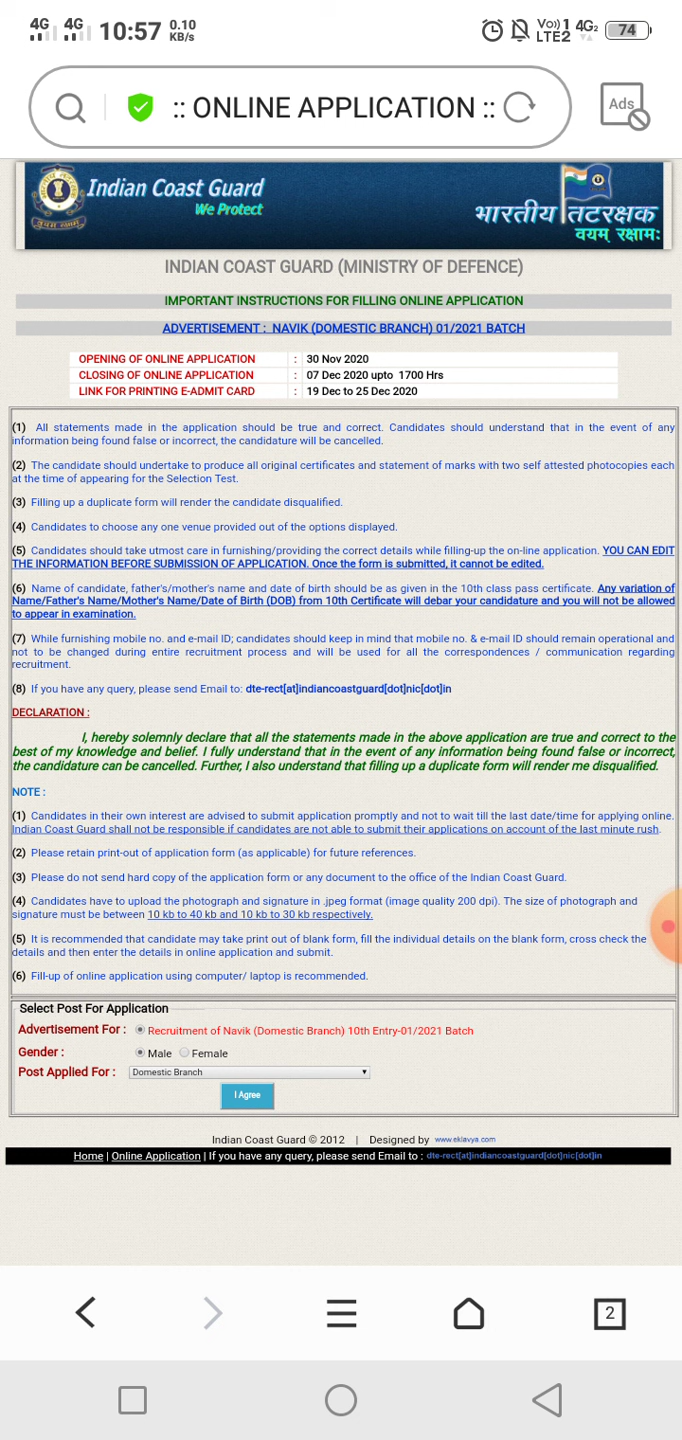 4G 4G 10:57 0.10 KB/s Vo)) 1 LTE2 4G2 74
:: ONLINE APPLICATION :: Ads
Indian Coast Guard
We Protect
भारतीय तटरक्षक
वयम् रक्षामः
INDIAN COAST GUARD (MINISTRY OF DEFENCE)
IMPORTANT INSTRUCTIONS FOR FILLING ONLINE APPLICATION
ADVERTISEMENT : NAVIK (DOMESTIC BRANCH) 01/2021 BATCH
OPENING OF ONLINE APPLICATION : 30 Nov 2020
CLOSING OF ONLINE APPLICATION : 07 Dec 2020 upto 1700 Hrs
LINK FOR PRINTING E-ADMIT CARD : 19 Dec to 25 Dec 2020
(1) All statements made in the application should be true and correct. Candidates should understand that in the event of any
information being found false or incorrect, the candidature will be cancelled.
(2) The candidate should undertake to produce all original certificates and statement of marks with two self attested photocopies each
at the time of appearing for the Selection Test.
(3) Filling up a duplicate form will render the candidate disqualified.
(4) Candidates to choose any one venue provided out of the options displayed.
(5) Candidates should take utmost care in furnishing/providing the correct details while filling-up the on-line application. YOU CAN EDIT
THE INFORMATION BEFORE SUBMISSION OF APPLICATION. Once the form is submitted, it cannot be edited.
(6) Name of candidate, father's/mother's name and date of birth should be as given in the 10th class pass certificate. Any variation of
Name/Father's Name/Mother's Name/Date of Birth (DOB) from 10th Certificate will debar your candidature and you will not be allowed
to appear in examination.
(7) While furnishing mobile no. and e-mail ID; candidates should keep in mind that mobile no. & e-mail ID should remain operational and
not to be changed during entire recruitment process and will be used for all the correspondences / communication regarding
recruitment.
(8) If you have any query, please send Email to: dte-rect[at]indiancoastguard[dot]nic[dot]in
DECLARATION :
I, hereby solemnly declare that all the statements made in the above application are true and correct to the
best of my knowledge and belief. I fully understand that in the event of any information being found false or incorrect,
the candidature can be cancelled. Further, I also understand that filling up a duplicate form will render me disqualified.
NOTE :
(1) Candidates in their own interest are advised to submit application promptly and not to wait till the last date/time for applying online.
Indian Coast Guard shall not be responsible if candidates are not able to submit their applications on account of the last minute rush.
(2) Please retain print-out of application form (as applicable) for future references.
(3) Please do not send hard copy of the application form or any document to the office of the Indian Coast Guard.
(4) Candidates have to upload the photograph and signature in .jpeg format (image quality 200 dpi). The size of photograph and
signature must be between 10 kb to 40 kb and 10 kb to 30 kb respectively.
(5) It is recommended that candidate may take print out of blank form, fill the individual details on the blank form, cross check the
details and then enter the details in online application and submit.
(6) Fill-up of online application using computer/ laptop is recommended.
Select Post For Application
Advertisement For : Recruitment of Navik (Domestic Branch) 10th Entry-01/2021 Batch
Gender : Male Female
Post Applied For : Domestic Branch
I Agree
Indian Coast Guard © 2012 | Designed by www.eklavya.com
Home | Online Application | If you have any query, please send Email to : dte-rect[at]indiancoastguard[dot]nic[dot]in
2